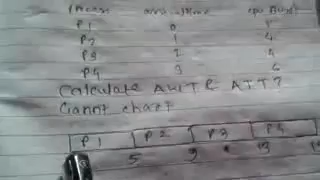 Process arrival time cpu Burst
P1 0 5
P2 1 4
P3 2 4
P4 3 6
Calculate AWT & ATT?
Gannt chart
P1 P2 P3 P4
5 9 13